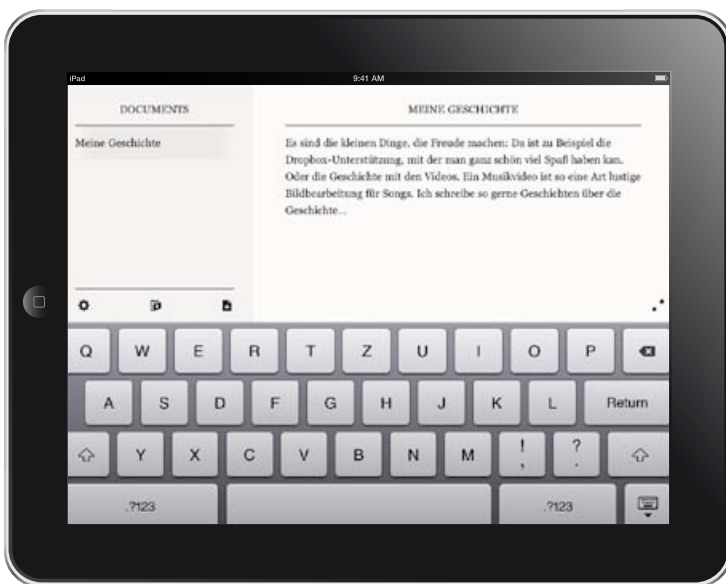 iPad
9:41 AM
DOCUMENTS
Meine Geschichte
MEINE GESCHICHTE
Es sind die kleinen Dinge, die Freude machen: Da ist zu Beispiel die
Dropbox-Unterstützung, mit der man ganz schön viel Spaß haben kan.
Oder die Geschichte mit den Videos. Ein Musikvideo ist so eine Art lustige
Bildbearbeitung für Songs. Ich schreibe so gerne Geschichten über die
Geschichte...
Q W E R T Z U I O P
A S D F G H J K L Return
Y X C V B N M ! , ? .
.?123 .?123